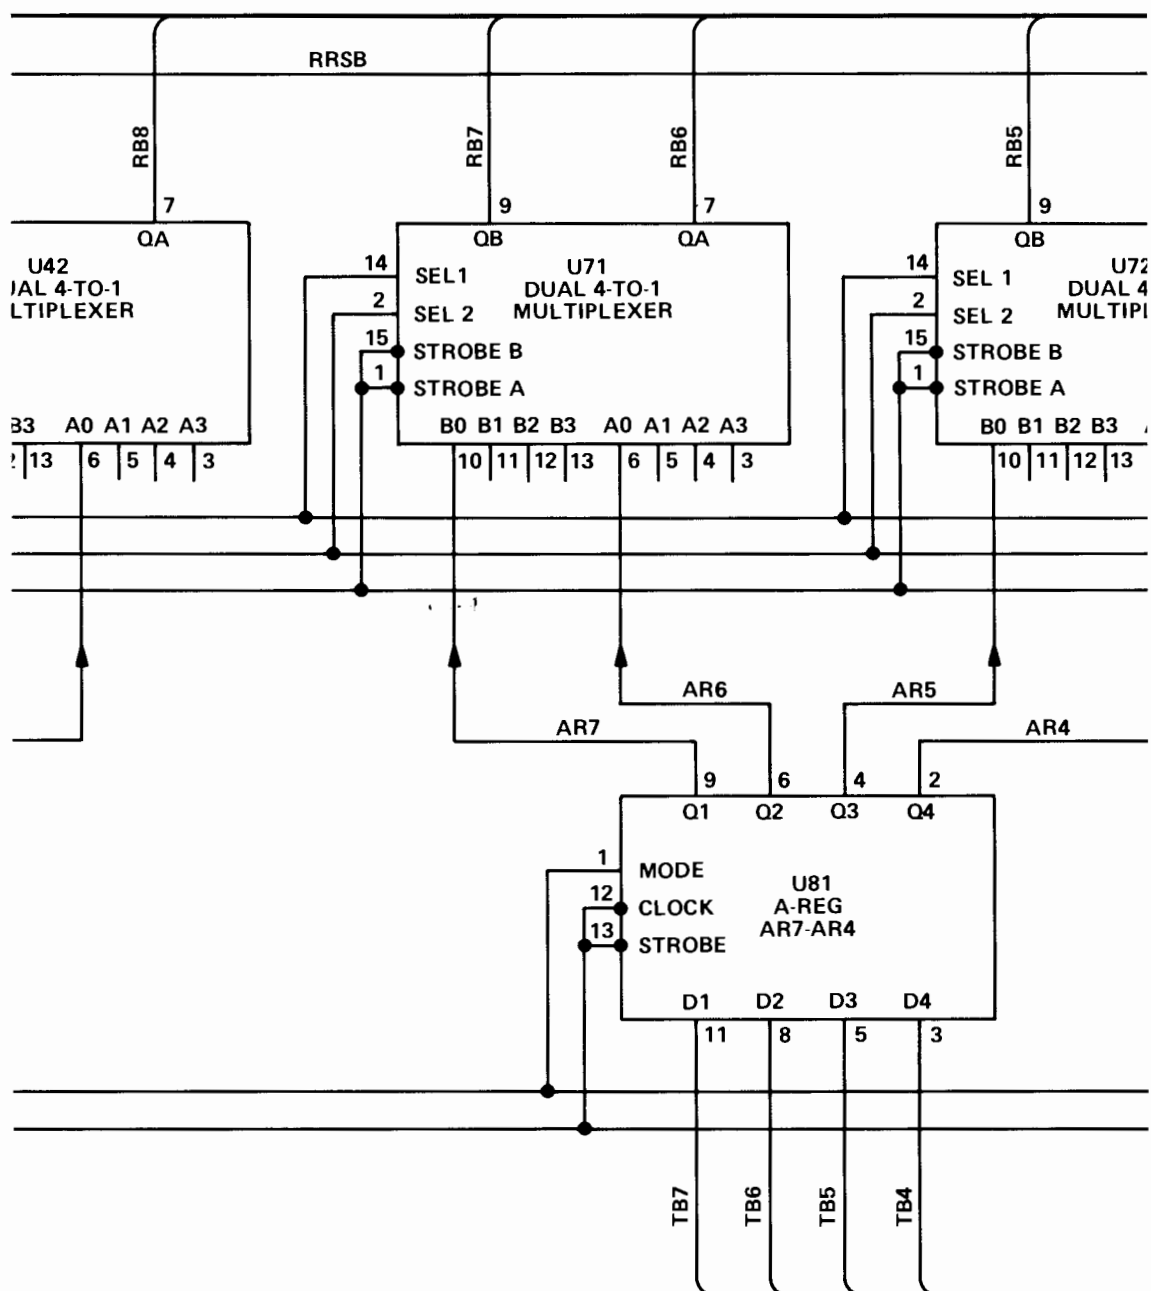 RRSB
RB8
RB7
RB6
RB5
7
9
7
9
QA
QB
QA
QB
U42
UAL 4-TO-1
LTIPLEXER
14
SEL1
2
SEL 2
15
STROBE B
1
STROBE A
U71
DUAL 4-TO-1
MULTIPLEXER
14
SEL 1
2
SEL 2
15
STROBE B
1
STROBE A
U72
DUAL 4
MULTIPL
B3 A0 A1 A2 A3
B0 B1 B2 B3 A0 A1 A2 A3
B0 B1 B2 B3
13 6 5 4 3
10 11 12 13 6 5 4 3
10 11 12 13
AR6
AR5
AR7
AR4
9 6 4 2
Q1 Q2 Q3 Q4
1
MODE
12
CLOCK
13
STROBE
U81
A-REG
AR7-AR4
D1 D2 D3 D4
11 8 5 3
TB7
TB6
TB5
TB4